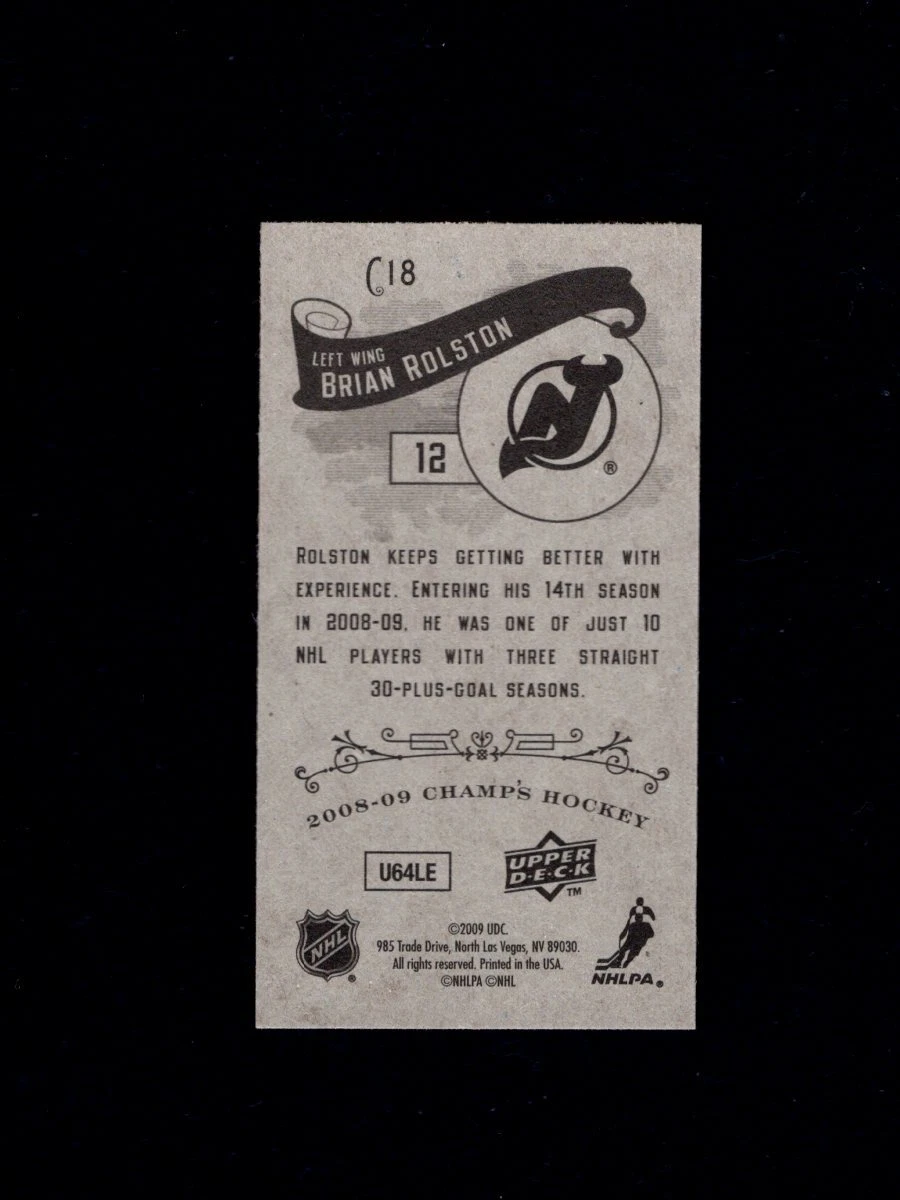 C18
LEFT WING
BRIAN ROLSTON
12
NJ
®
ROLSTON KEEPS GETTING BETTER WITH
EXPERIENCE. ENTERING HIS 14TH SEASON
IN 2008-09, HE WAS ONE OF JUST 10
NHL PLAYERS WITH THREE STRAIGHT
30-PLUS-GOAL SEASONS.
2008-09 CHAMP'S HOCKEY
U64LE
UPPER
D·E·C·K
TM
NHL
®
©2009 UDC.
985 Trade Drive, North Las Vegas, NV 89030.
All rights reserved. Printed in the USA.
©NHLPA ©NHL
NHLPA®